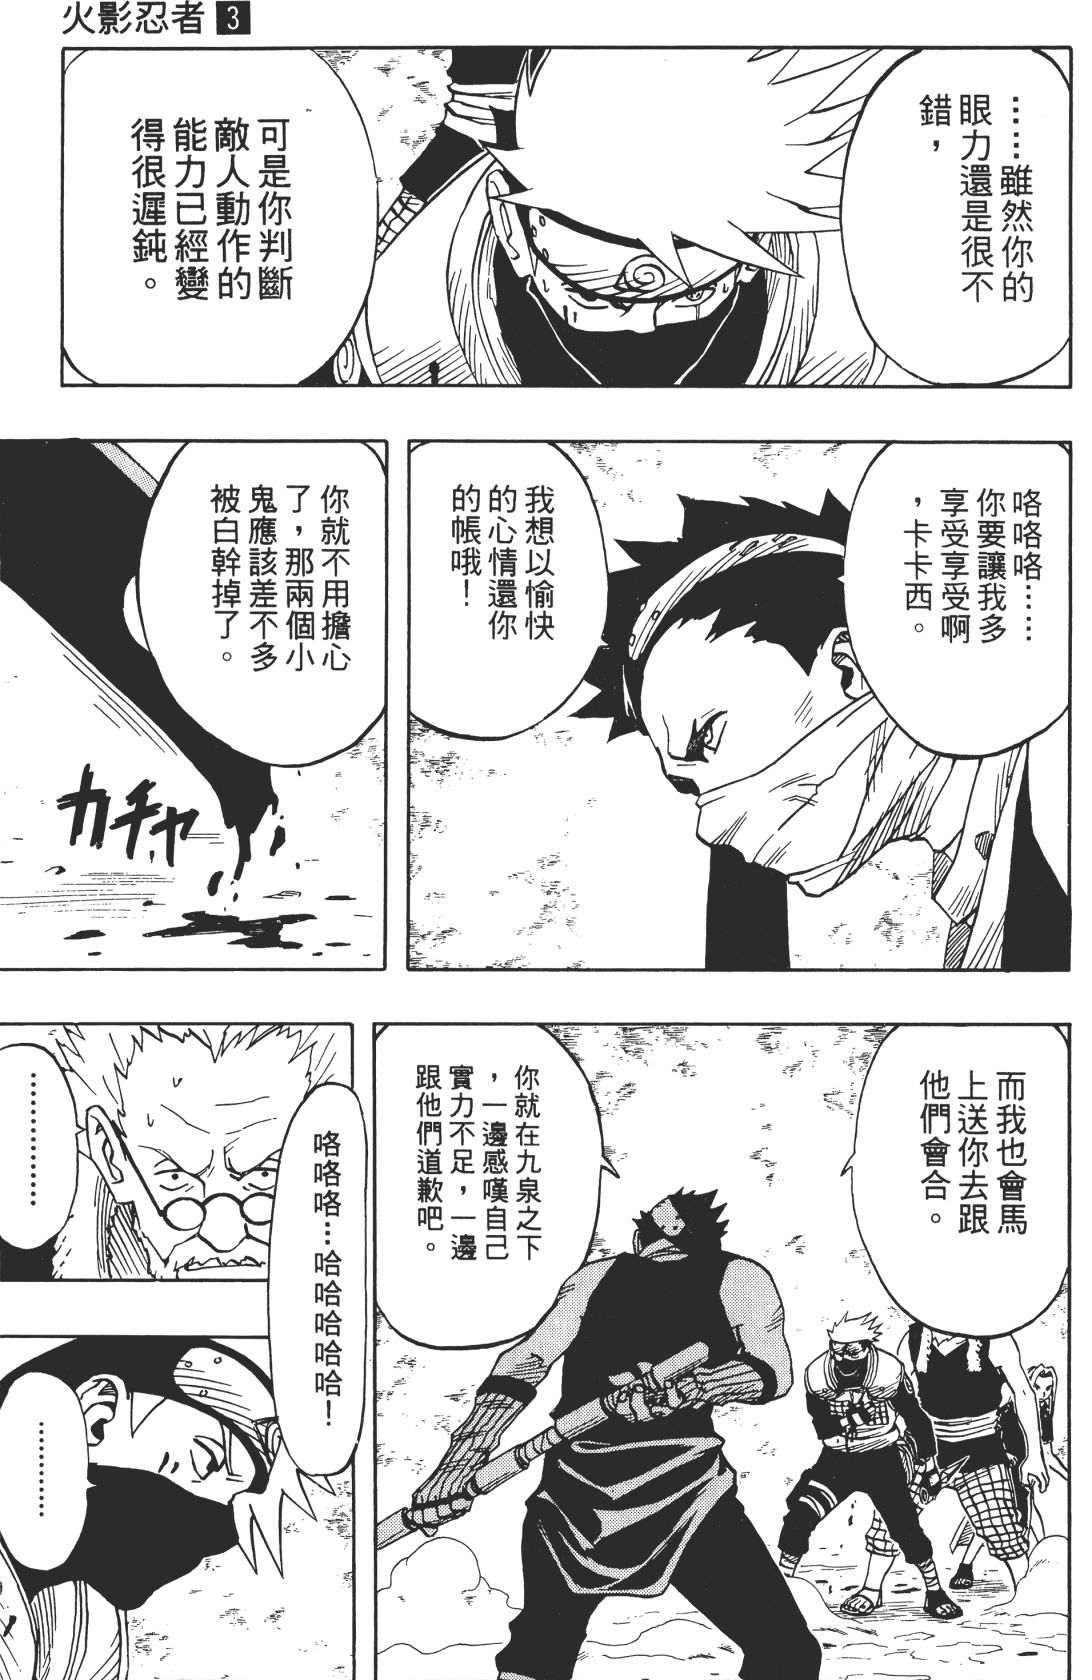 火影忍者 3
……雖然你的
眼力還是很不
錯，
可是你判斷
敵人動作的
能力已經變
得很遲鈍。
咯咯咯……
你要讓我多
享受享受啊
，卡卡西。
我想以愉快
的心情還你
的帳哦！
你就不用擔心
了，那兩個小
鬼應該差不多
被白幹掉了。
カチャ
而我也會馬
上送你去跟
他們會合。
你就在九泉之下
，一邊感嘆自己
實力不足，一邊
跟他們道歉吧。
咯咯咯…哈哈哈哈哈！
…………
…………